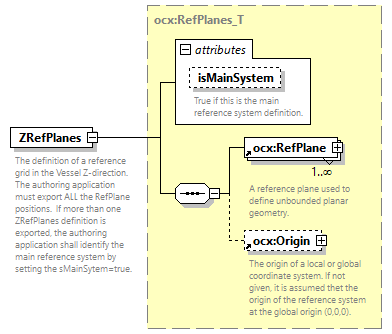 ocx:RefPlanes_T
attributes
isMainSystem
True if this is the main
reference system definition.
ZRefPlanes
The definition of a reference
grid in the Vessel Z-direction.
The authoring application
must export ALL the RefPlane
positions.  If more than one
ZRefPlanes definition is
exported, the authoring
application shall identify the
main reference system by
setting the sMainSytem=true.
ocx:RefPlane
1..∞
A reference plane used to
define unbounded planar
geometry.
ocx:Origin
The origin of a local or global
coordinate system. If not
given, it is assumed that the
origin of the reference system
at the global origin (0,0,0).